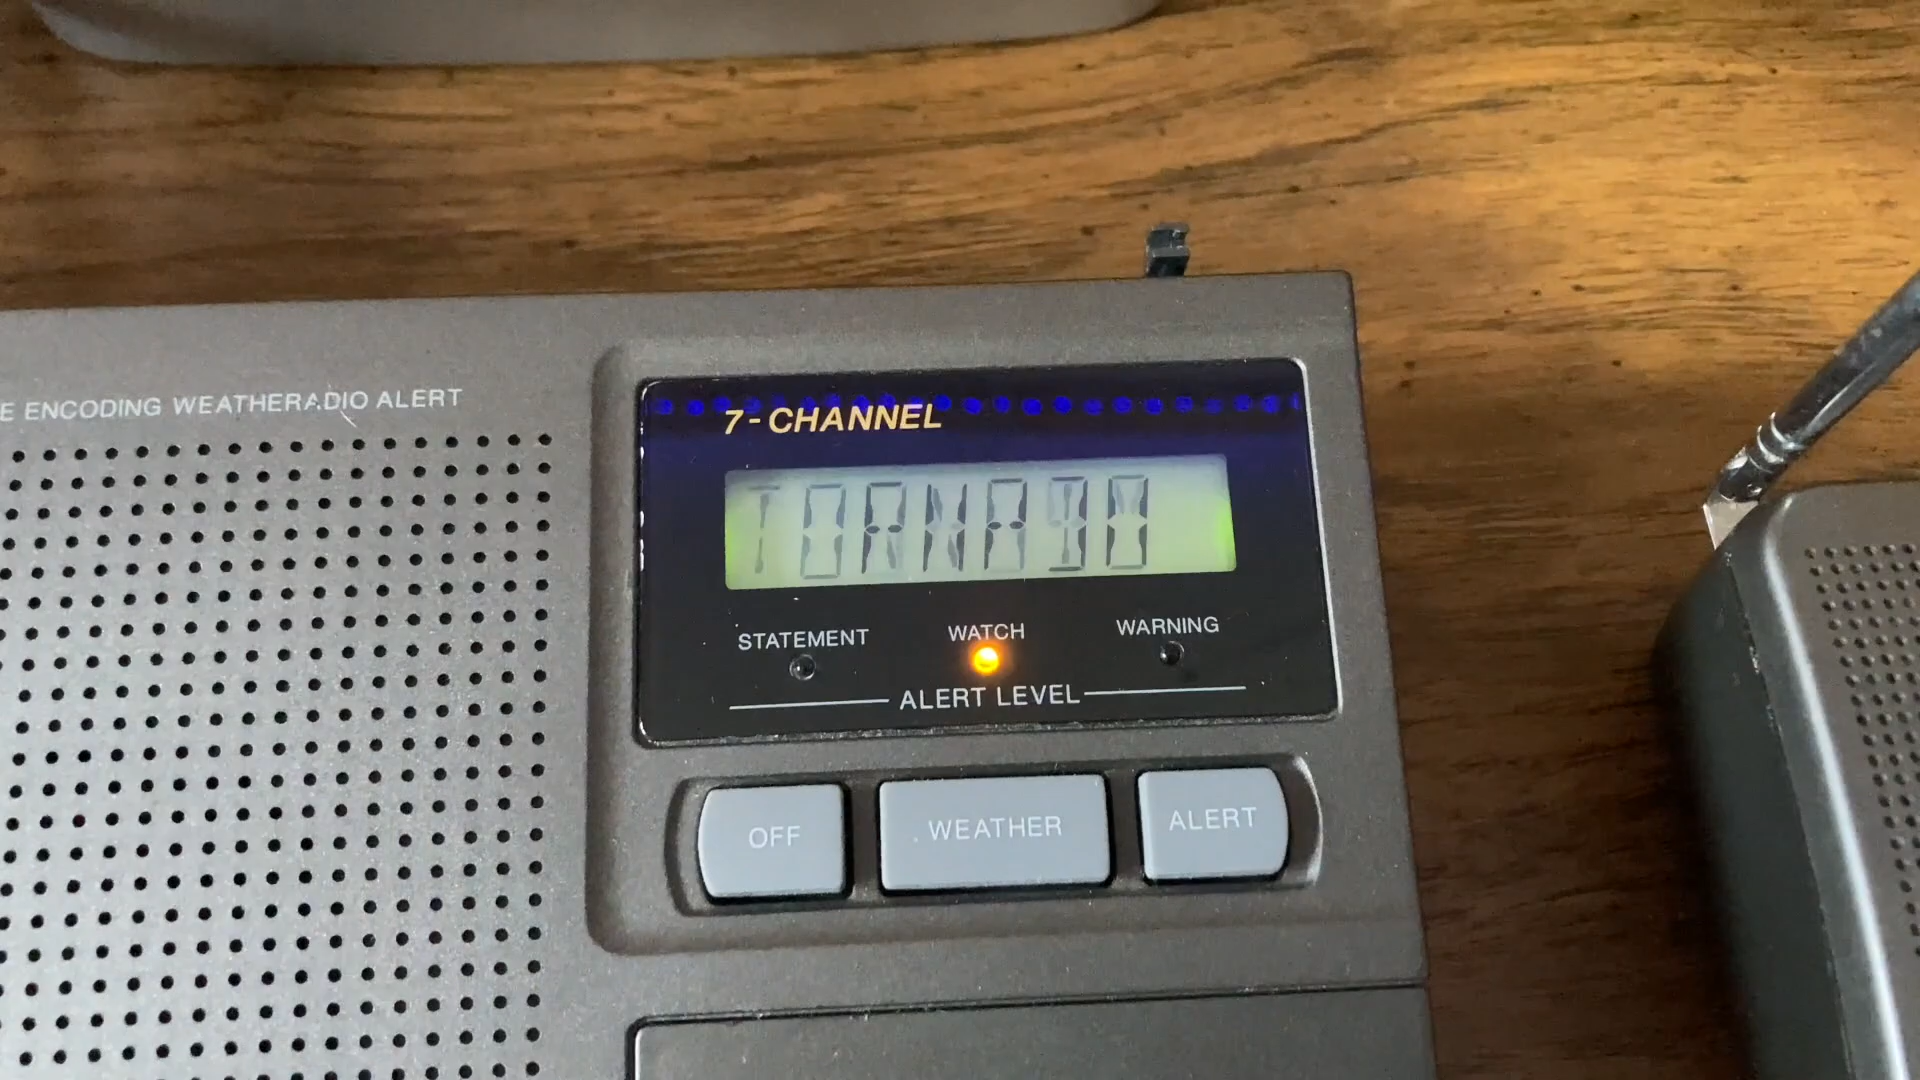 E ENCODING WEATHERADIO ALERT
7-CHANNEL
TORNADO
STATEMENT WATCH WARNING
ALERT LEVEL
OFF WEATHER ALERT